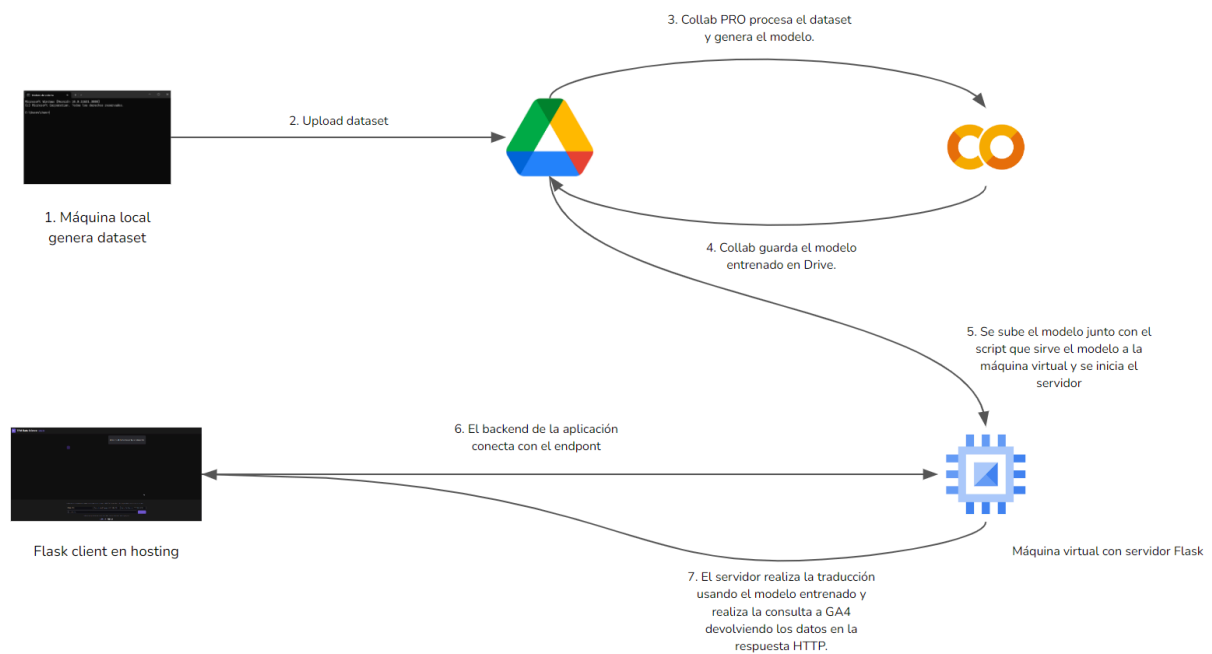 3. Collab PRO procesa el dataset
y genera el modelo.
2. Upload dataset
1. Máquina local
genera dataset
4. Collab guarda el modelo
entrenado en Drive.
5. Se sube el modelo junto con el
script que sirve el modelo a la
máquina virtual y se inicia el
servidor
6. El backend de la aplicación
conecta con el endpont
Flask client en hosting
Máquina virtual con servidor Flask
7. El servidor realiza la traducción
usando el modelo entrenado y
realiza la consulta a GA4
devolviendo los datos en la
respuesta HTTP.